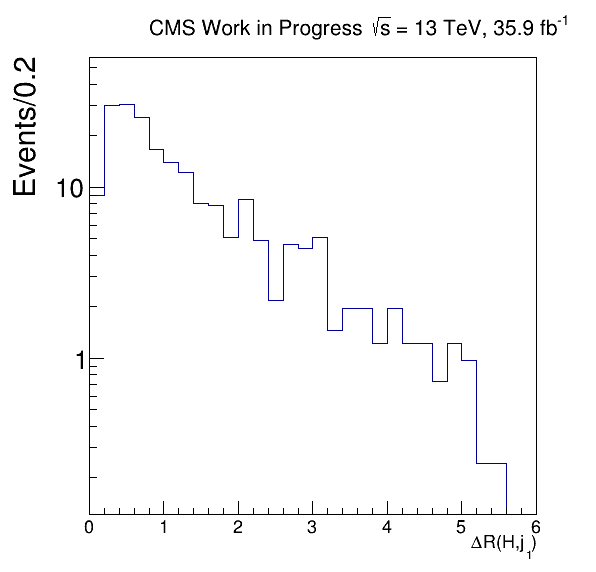 CMS Work in Progress √s = 13 TeV, 35.9 fb⁻¹
Events/0.2
10
1
0 1 2 3 4 5 6
ΔR(H,j₁)